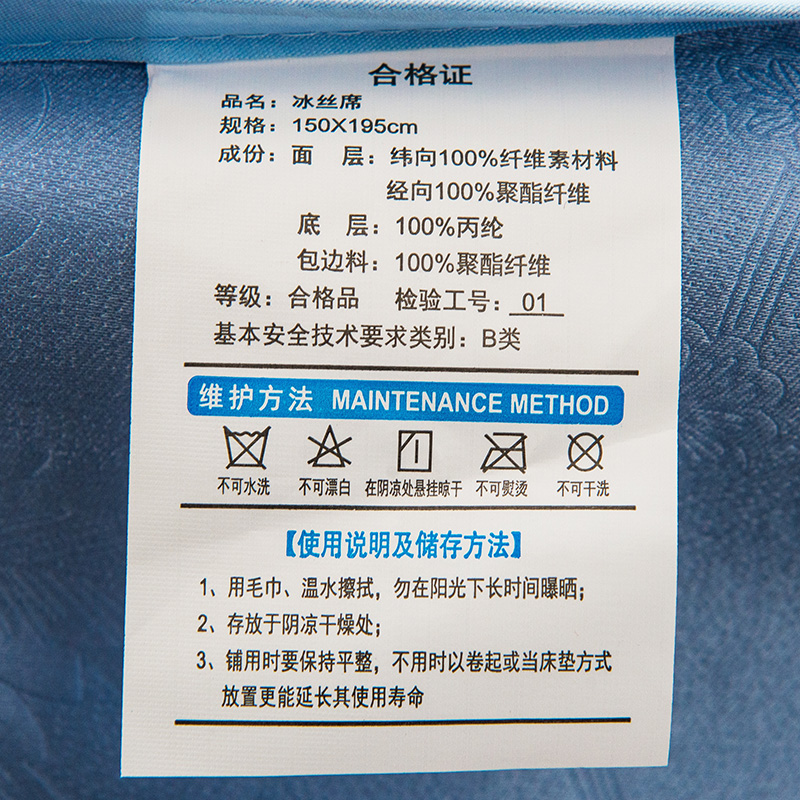 合格证
品名：冰丝席
规格：150X195cm
成份：面 层：纬向100%纤维素材料
经向100%聚酯纤维
底 层：100%丙纶
包边料：100%聚酯纤维
等级：合格品 检验工号：01
基本安全技术要求类别：B类
维护方法 MAINTENANCE METHOD
不可水洗 不可漂白 在阴凉处悬挂晾干 不可熨烫 不可干洗
【使用说明及储存方法】
1、用毛巾、温水擦拭，勿在阳光下长时间曝晒；
2、存放于阴凉干燥处；
3、铺用时要保持平整，不用时以卷起或当床垫方式
放置更能延长其使用寿命